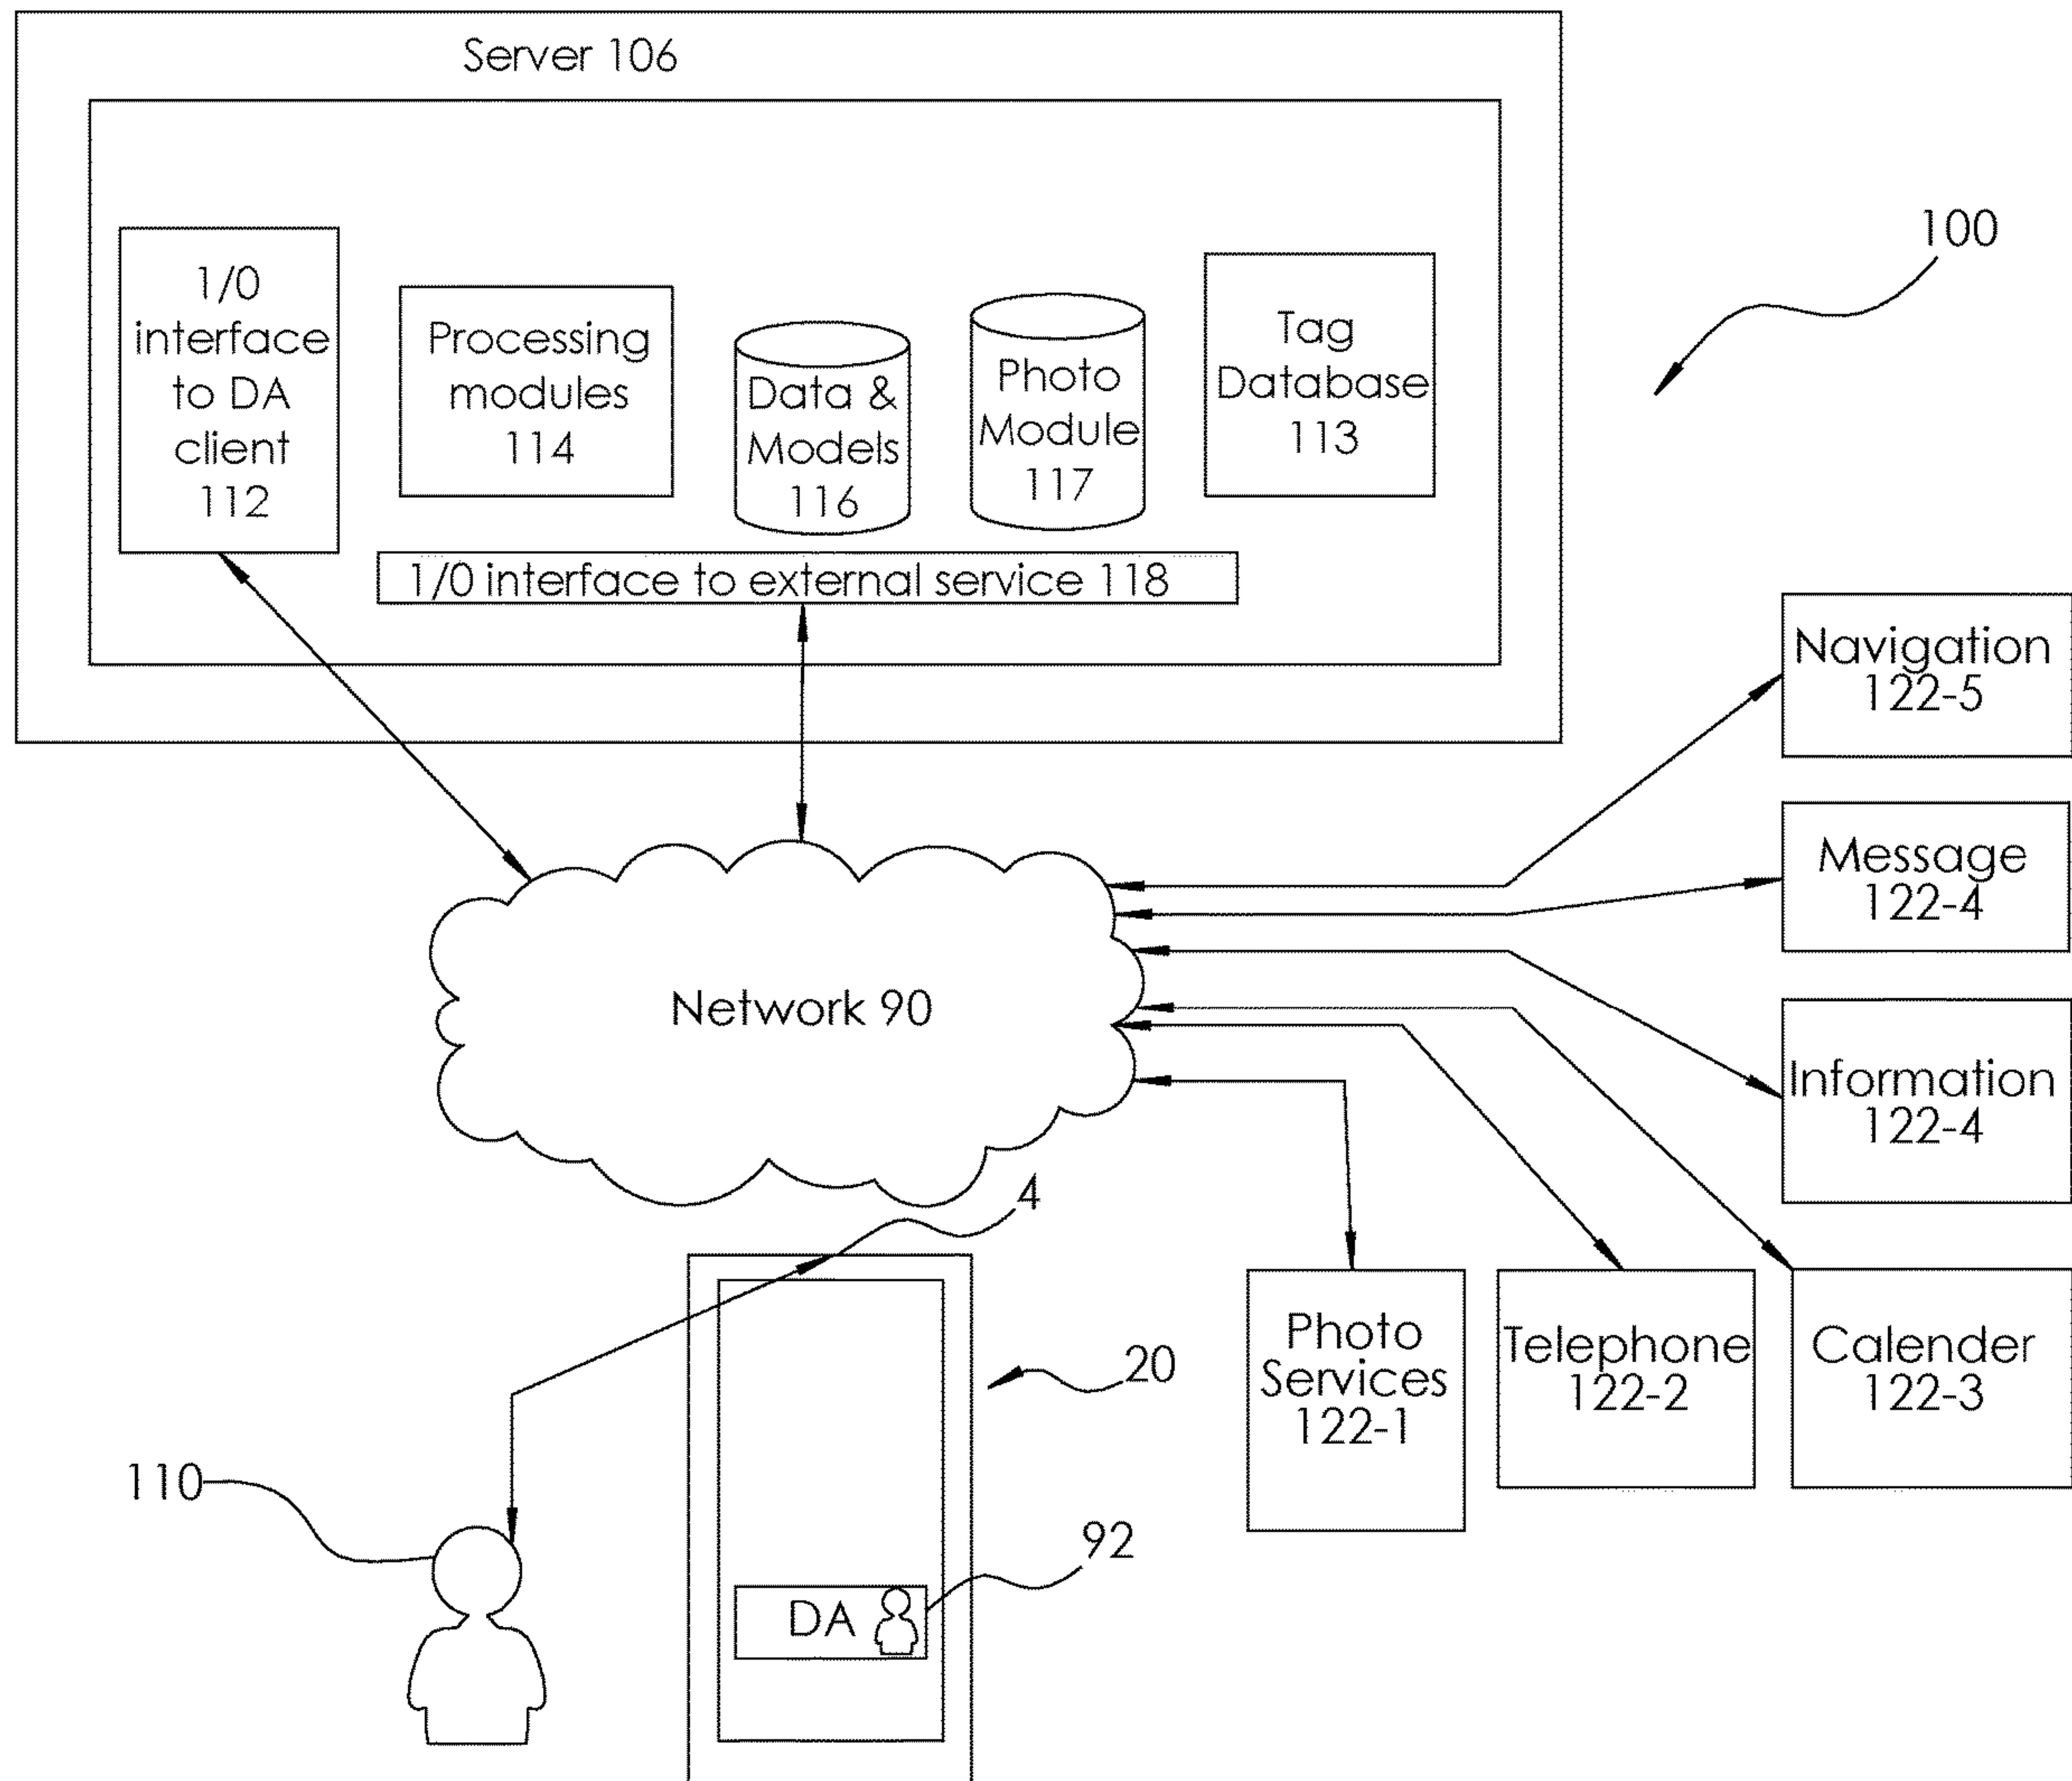 Server 106
1/0
interface
to DA
client
112
Processing
modules
114
Data &
Models
116
Photo
Module
117
Tag
Database
113
1/0 interface to external service 118
100
Navigation
122-5
Message
122-4
Information
122-4
Network 90
4
20
Photo
Services
122-1
Telephone
122-2
Calender
122-3
110
92
DA